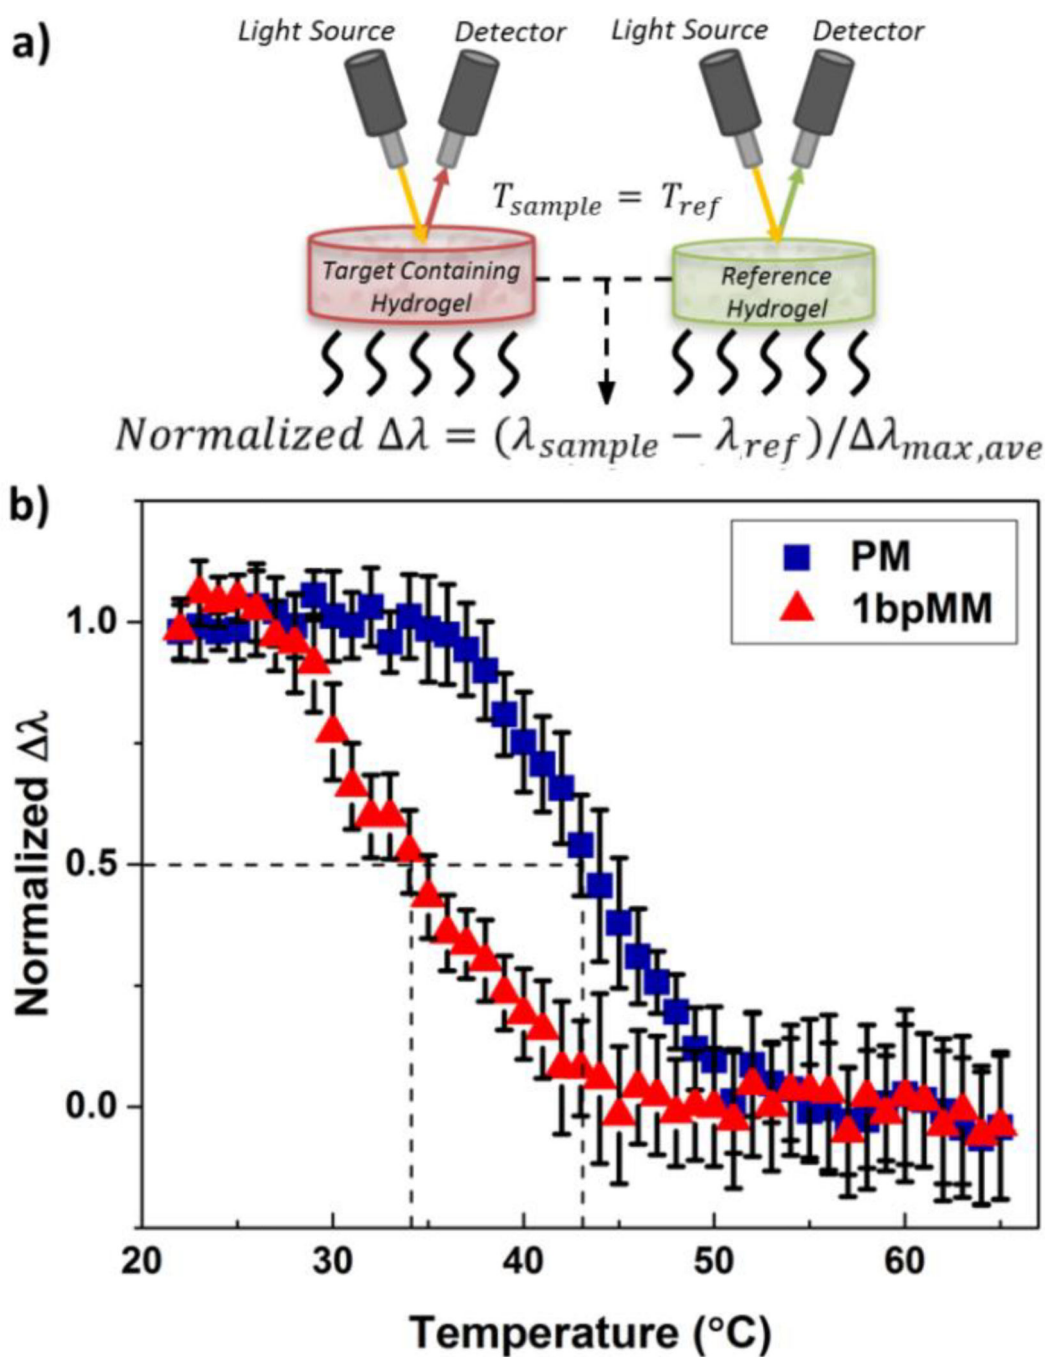 a)
Light Source Detector Light Source Detector
T_sample = T_ref
Target Containing Hydrogel
Reference Hydrogel
Normalized Δλ = (λ_sample − λ_ref)/Δλ_max,ave
b)
PM
1bpMM
1.0
0.5
0.0
Normalized Δλ
20 30 40 50 60
Temperature (°C)